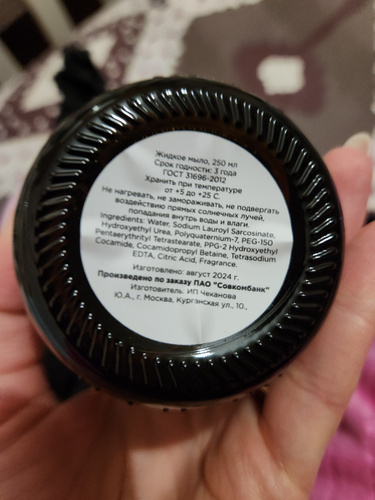 Жидкое мыло, 250 мл
Срок годности: 3 года
ГОСТ 31696-2012
Хранить при температуре
от +5 до +25 С.
Не нагревать, не замораживать, не подвергать
воздействию прямых солнечных лучей,
попадания внутрь воды и влаги.
Ingredients: Water, Sodium Lauroyl Sarcosinate,
Hydroxyethyl Urea, Polyquaternium-7, PEG-150
Pentaerythrityl Tetrastearate, PPG-2 Hydroxyethyl
Cocamide, Cocamidopropyl Betaine, Tetrasodium
EDTA, Citric Acid, Fragrance.
Изготовлено: август 2024 г.
Произведено по заказу ПАО "Совкомбанк"
Изготовитель: ИП Чеканова
Ю.А., г. Москва, Курганская ул., 10.,